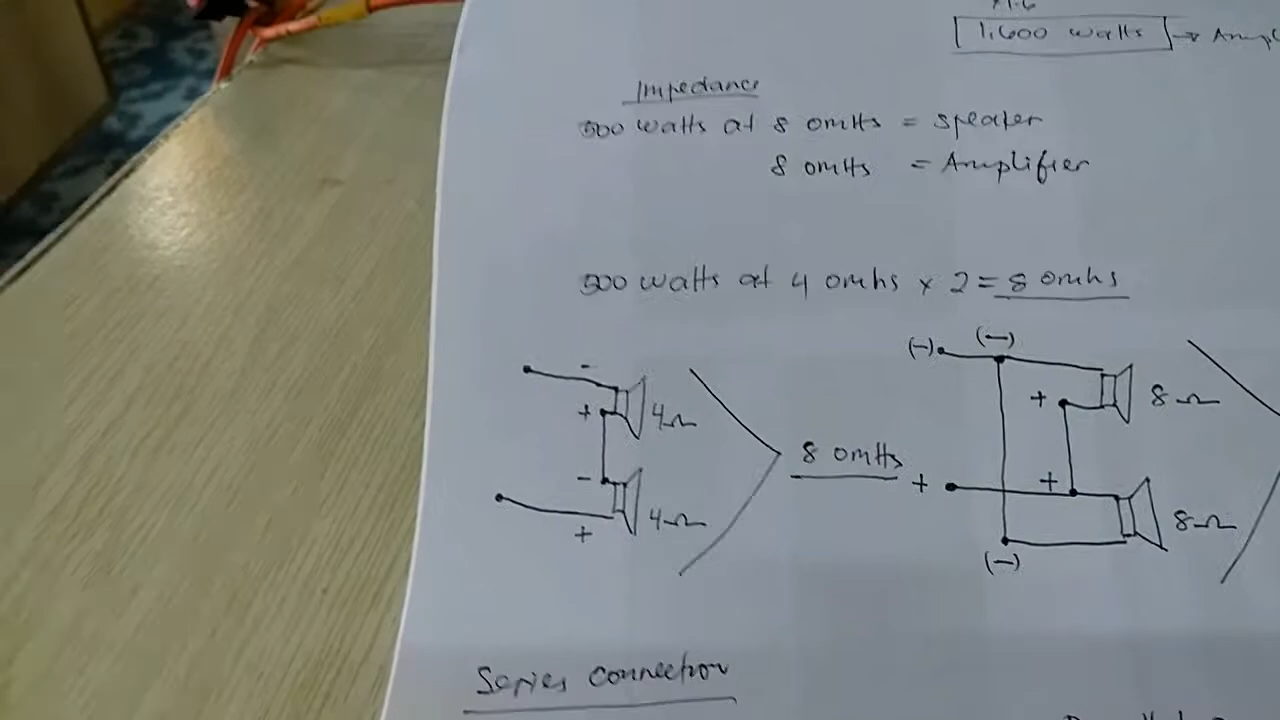 1,600 watts → Ampl
Impedance
500 watts at 8 omHs = speaker
8 omHs = Amplifier
500 watts at 4 omhs x 2 = 8 omhs
(-) (-)
-
+ 4Ω
- 
4Ω
+
8 omHs
+ 8Ω
+ + 8Ω
(-)
Series connection